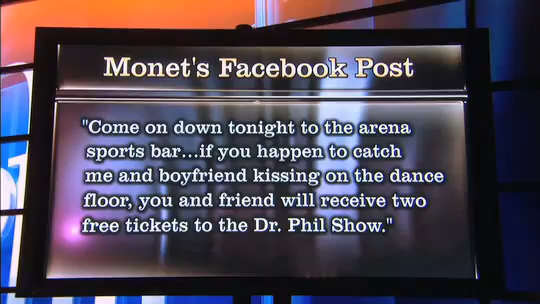 Monet's Facebook Post
"Come on down tonight to the arena
sports bar...if you happen to catch
me and boyfriend kissing on the dance
floor, you and friend will receive two
free tickets to the Dr. Phil Show."